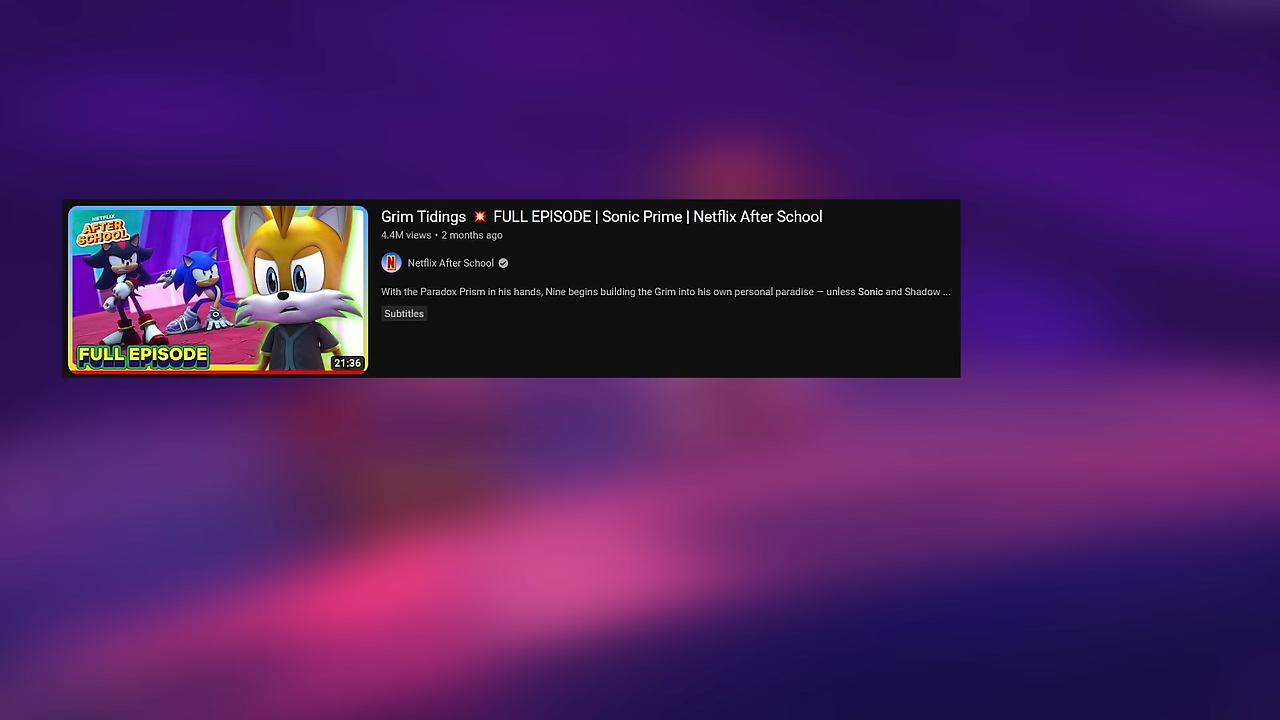 NETFLIX
AFTER
SCHOOL
FULL EPISODE
21:36
Grim Tidings 💥 FULL EPISODE | Sonic Prime | Netflix After School
4.4M views • 2 months ago
N
Netflix After School
With the Paradox Prism in his hands, Nine begins building the Grim into his own personal paradise — unless Sonic and Shadow ...
Subtitles